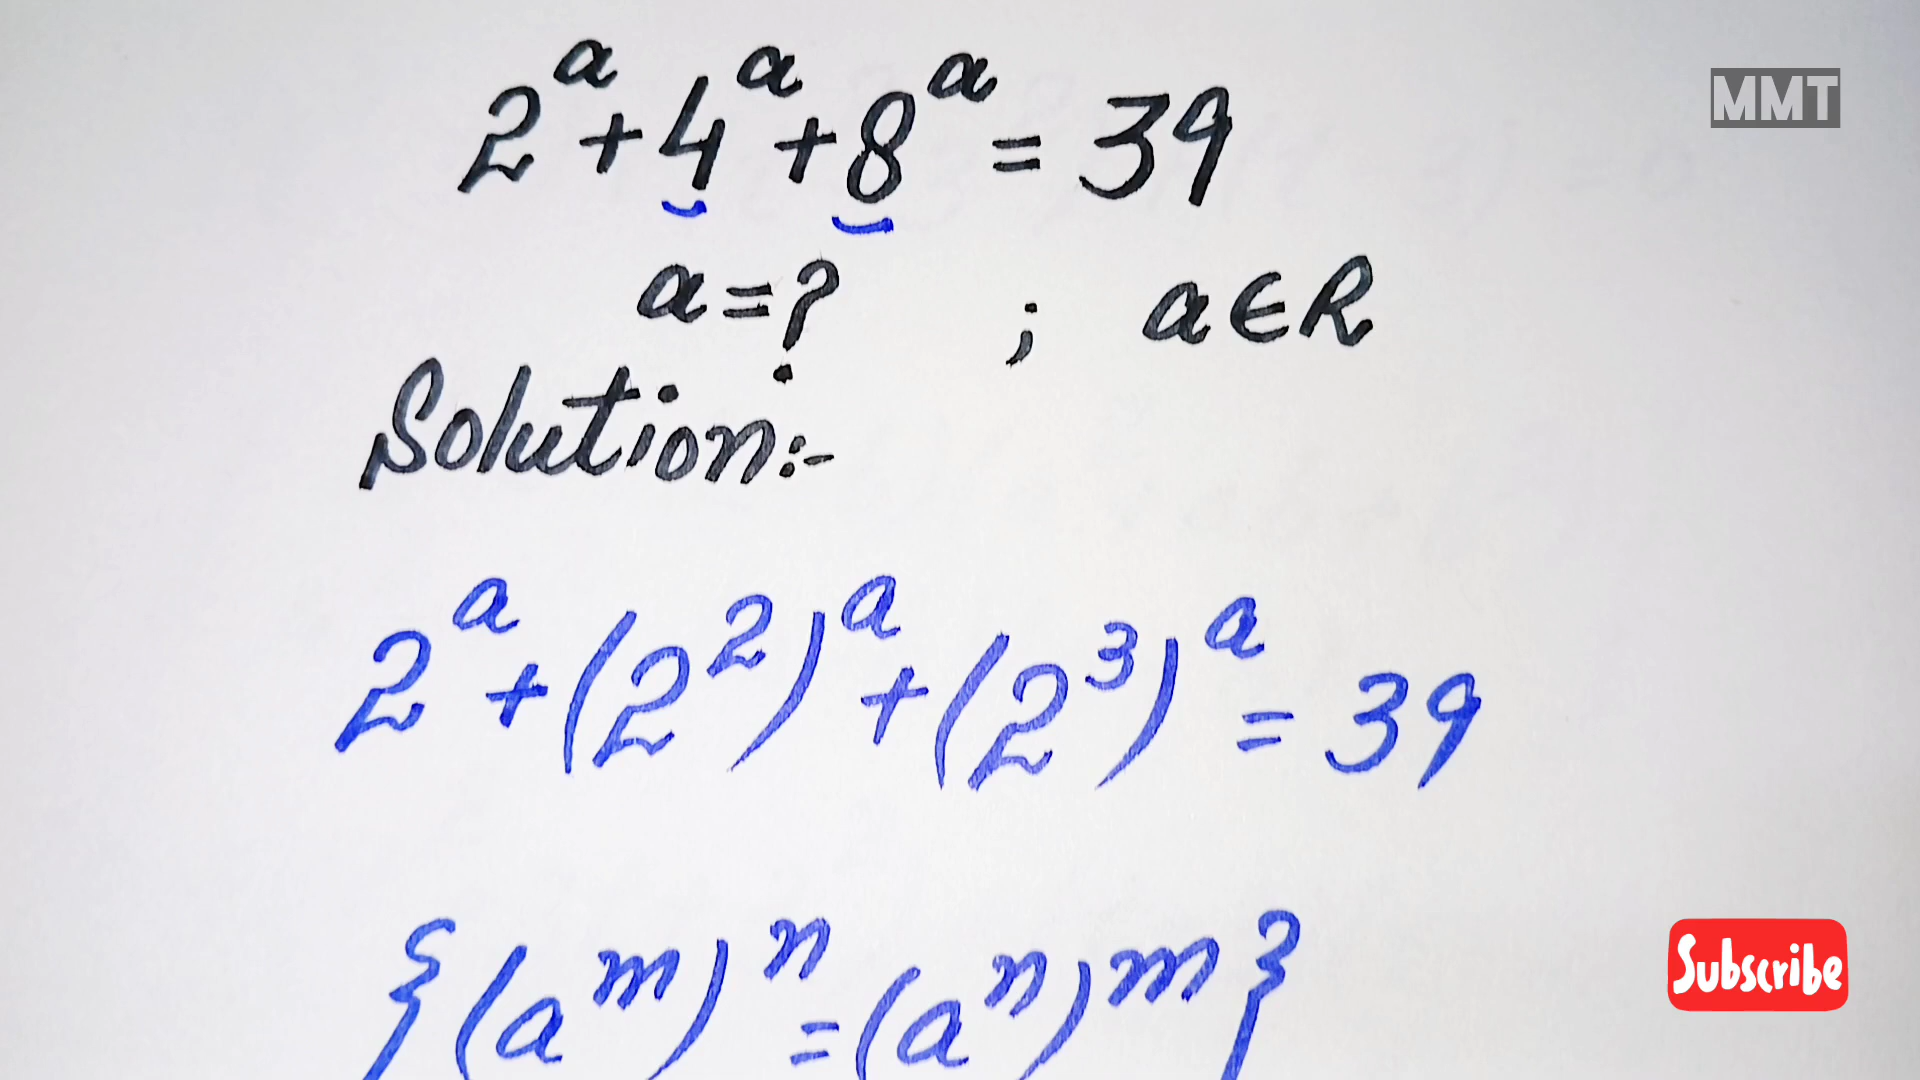 2^a + 4^a + 8^a = 39
MMT
a = ? ; a ∈ R
Solution:-
2^a + (2^2)^a + (2^3)^a = 39
{(a^m)^n = (a^n)^m}
Subscribe